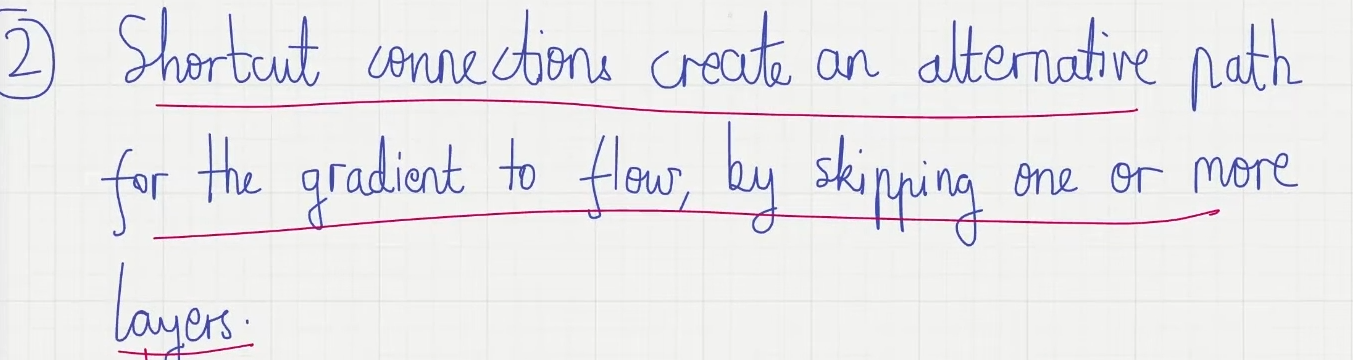 2 Shortcut connections create an alternative path
for the gradient to flow, by skipping one or more
layers.